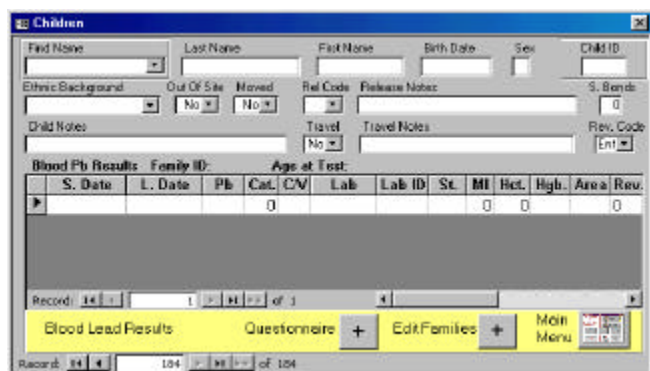 Children
Find Name Last Name First Name Birth Date Sex Child ID
Ethnic Background Out Of Site Moved Rel Code Release Notes S. Bonds
No No 0
Child Notes Travel Travel Notes Rev. Code
No Ent
Blood Pb Results Family ID: Age at Test:
S. Date L. Date Pb Cat. C/V Lab Lab ID St. MI Hct. Hgb. Area Rev.
0 0 0 0
Record: 1 of 1
Blood Lead Results Questionnaire + Edit Families + Main
Menu
Record: 184 of 184